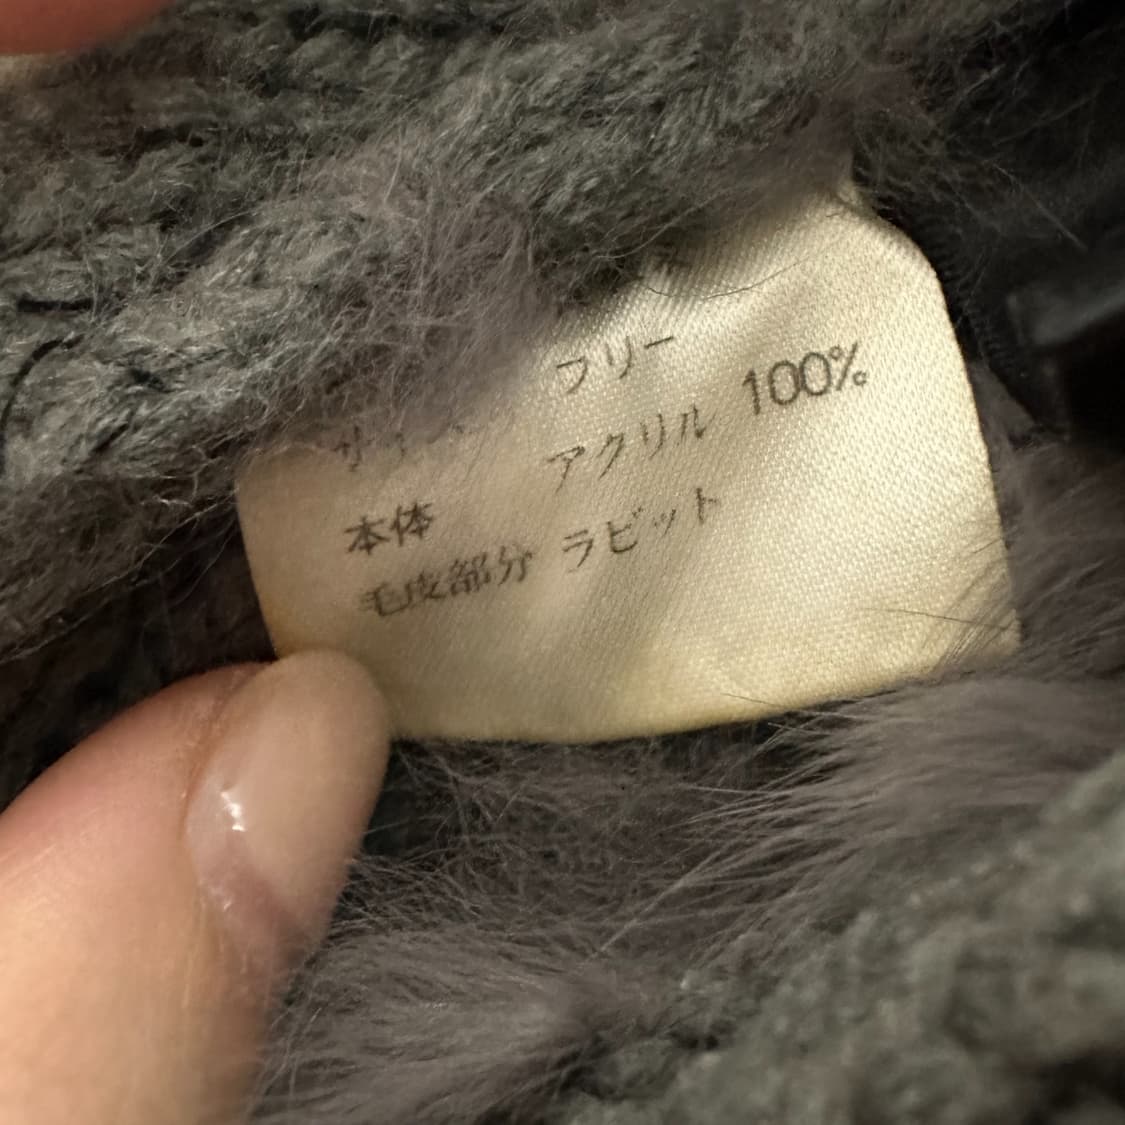 フリー
本体 アクリル 100%
毛皮部分 ラビット